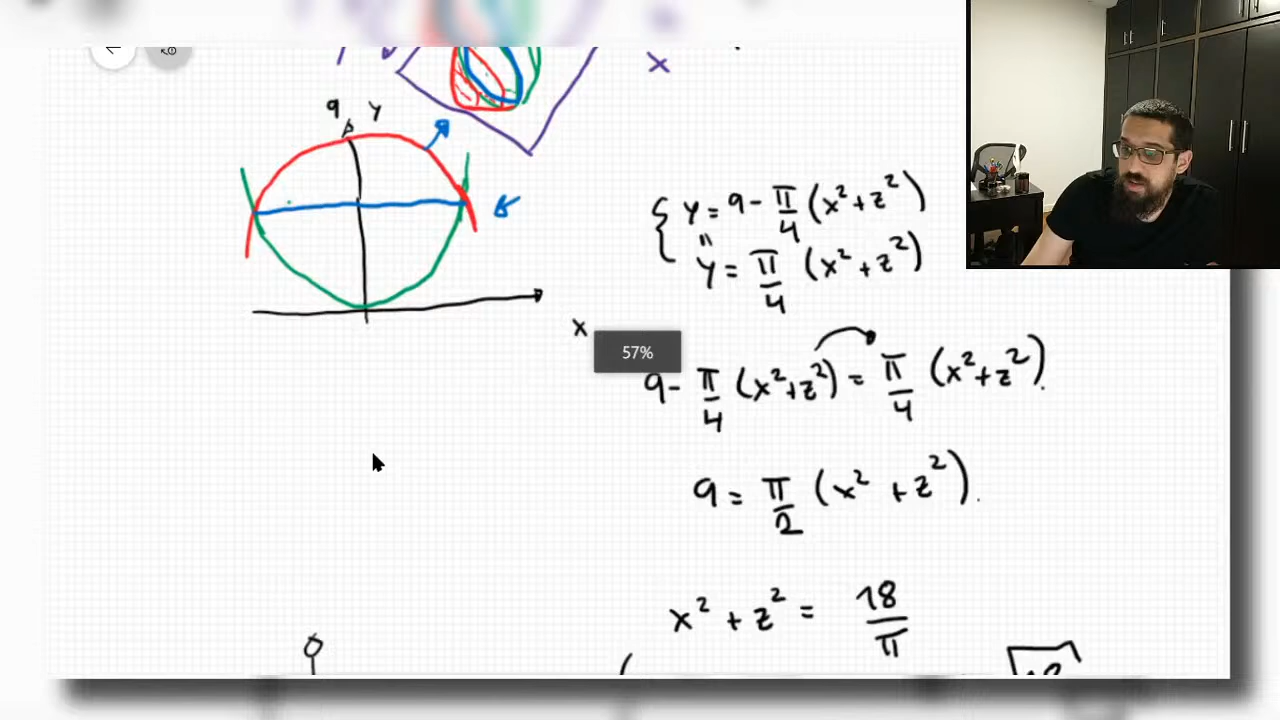 x
9 y
x
{ y = 9 - π/4 (x² + z²)
"
y = π/4 (x² + z²)
57%
9 - π/4 (x² + z²) = π/4 (x² + z²).
9 = π/2 (x² + z²).
x² + z² = 18/π